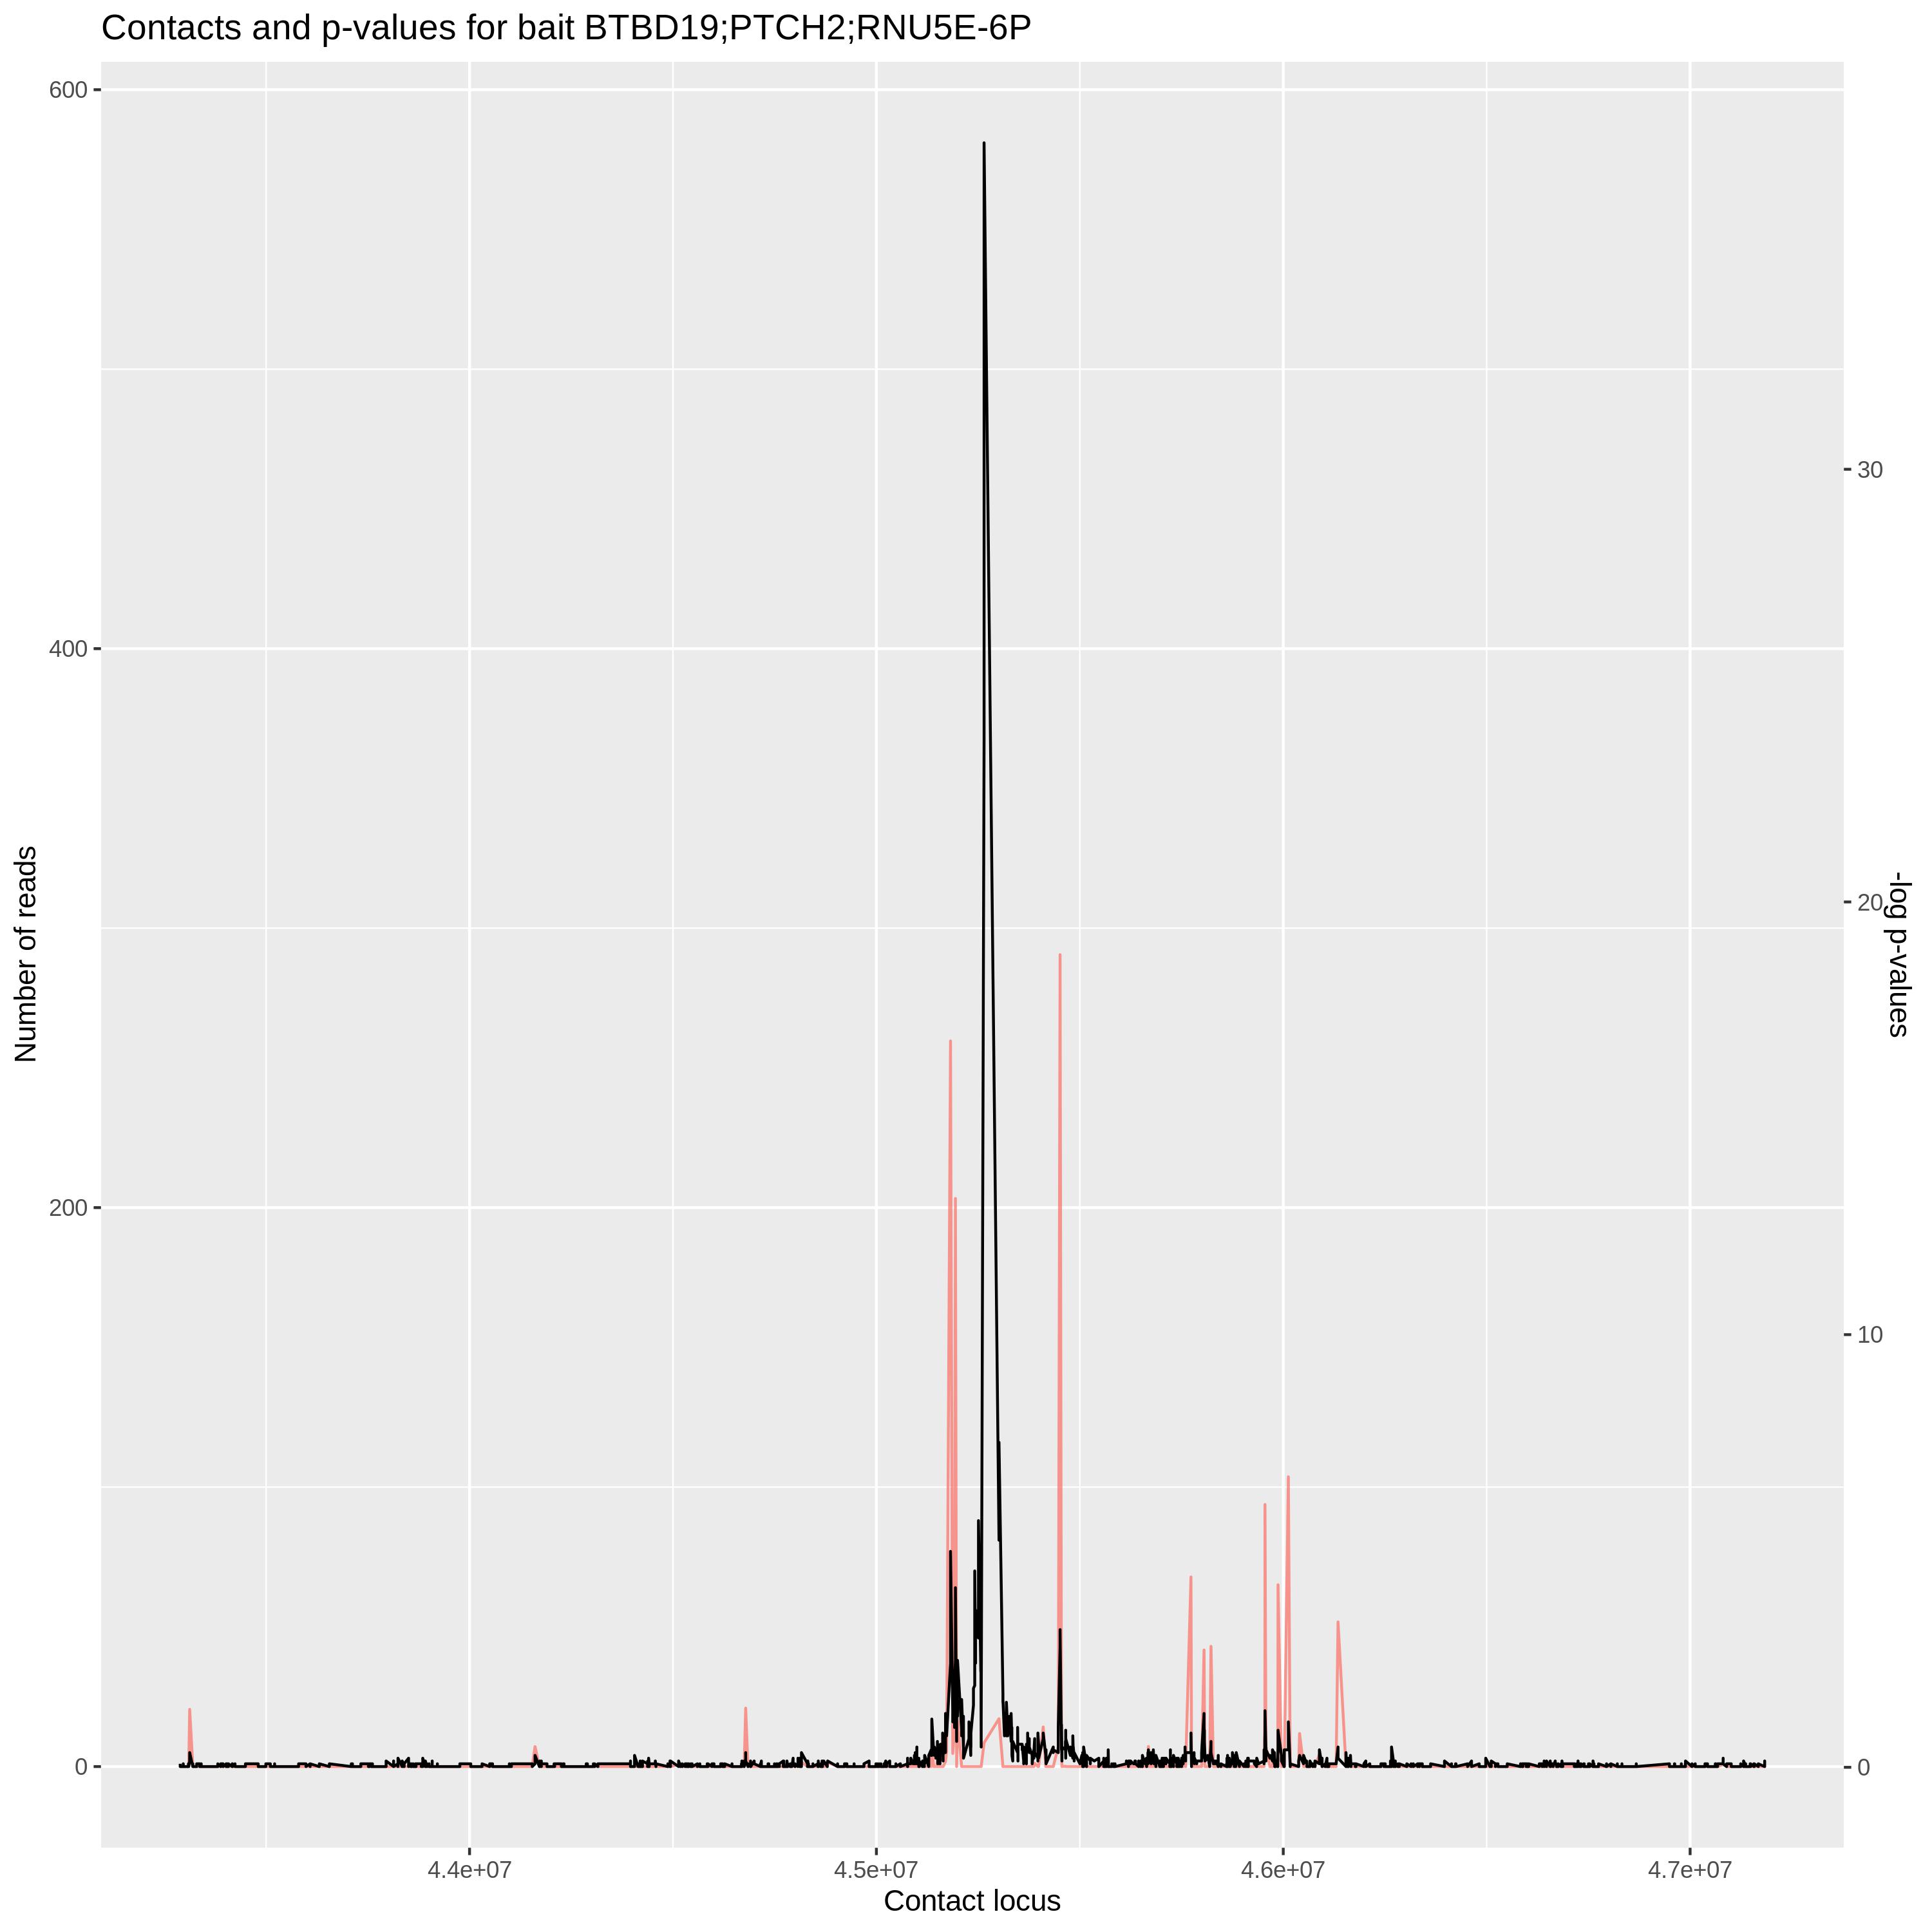 Contacts and p-values for bait BTBD19;PTCH2;RNU5E-6P
600
400
200
0
Number of reads
30
20
10
0
-log p-values
4.4e+07
4.5e+07
4.6e+07
4.7e+07
Contact locus